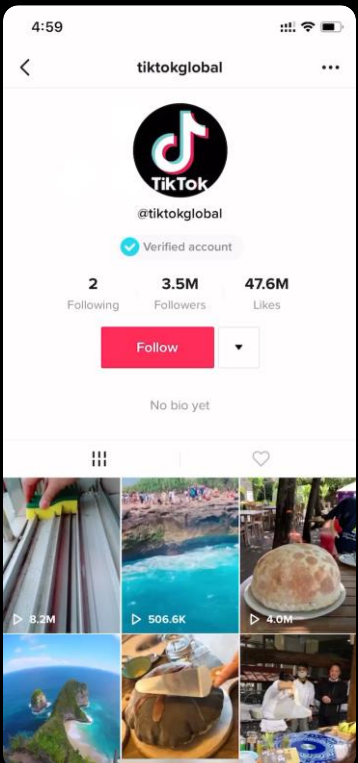 4:59
tiktokglobal
TikTok
@tiktokglobal
Verified account
2 3.5M 47.6M
Following Followers Likes
Follow
No bio yet
8.2M 506.6K 4.0M